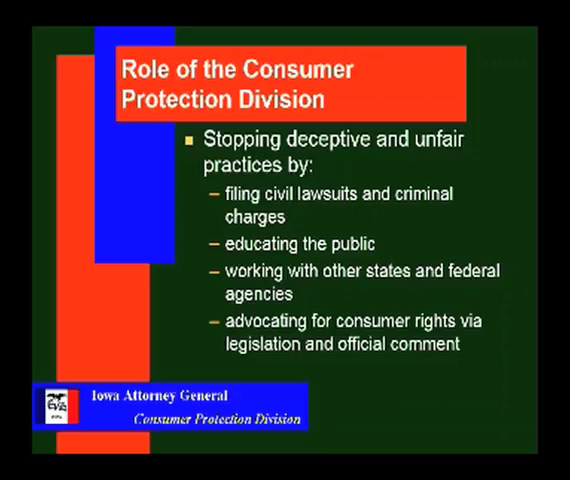 Role of the Consumer
Protection Division
Stopping deceptive and unfair
practices by:
– filing civil lawsuits and criminal
charges
– educating the public
– working with other states and federal
agencies
– advocating for consumer rights via
legislation and official comment
Iowa Attorney General
Consumer Protection Division